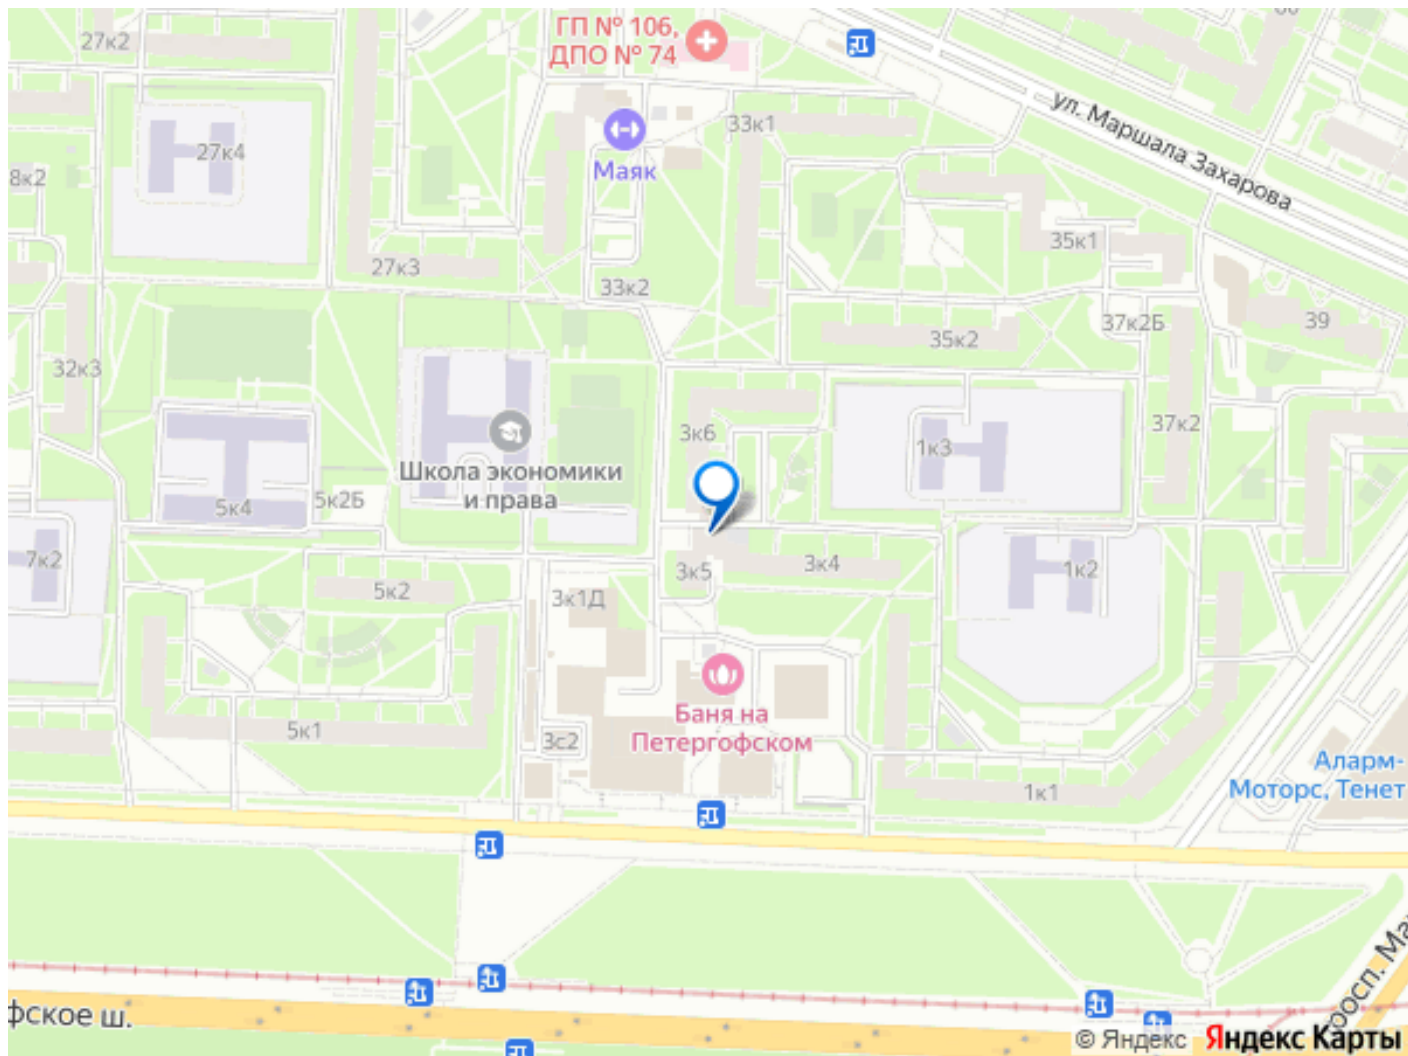 27к2
ГП № 106,
ДПО № 74
ул. Маршала Захарова
33к1
27к4
Маяк
8к2
35к1
27к3
33к2
37к2Б
39
35к2
32к3
37к2
3к6
1к3
Школа экономики
и права
5к2Б
5к4
7к2
3к5
3к4
1к2
5к2
3к1Д
Баня на
Петергофском
5к1
3с2
Аларм-
Моторс, Тенет
1к1
фское ш.
росп. Ма
© Яндекс Яндекс Карты